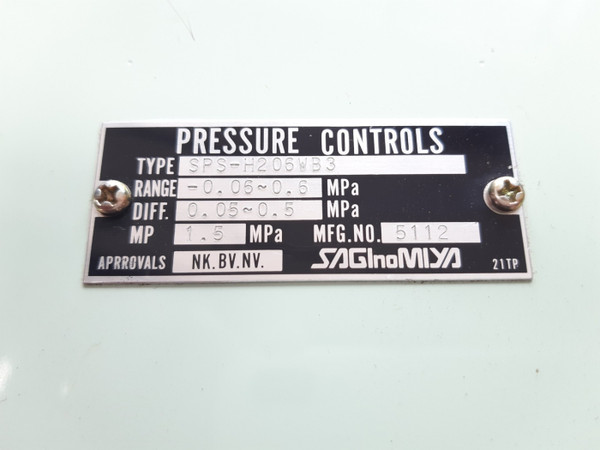 PRESSURE CONTROLS
TYPE SPS-H206WB3
RANGE -0.06~0.6 MPa
DIFF. 0.05~0.5 MPa
MP 1.5 MPa MFG.NO. 5112
APRROVALS NK.BV.NV. SAGInoMIYA 21TP